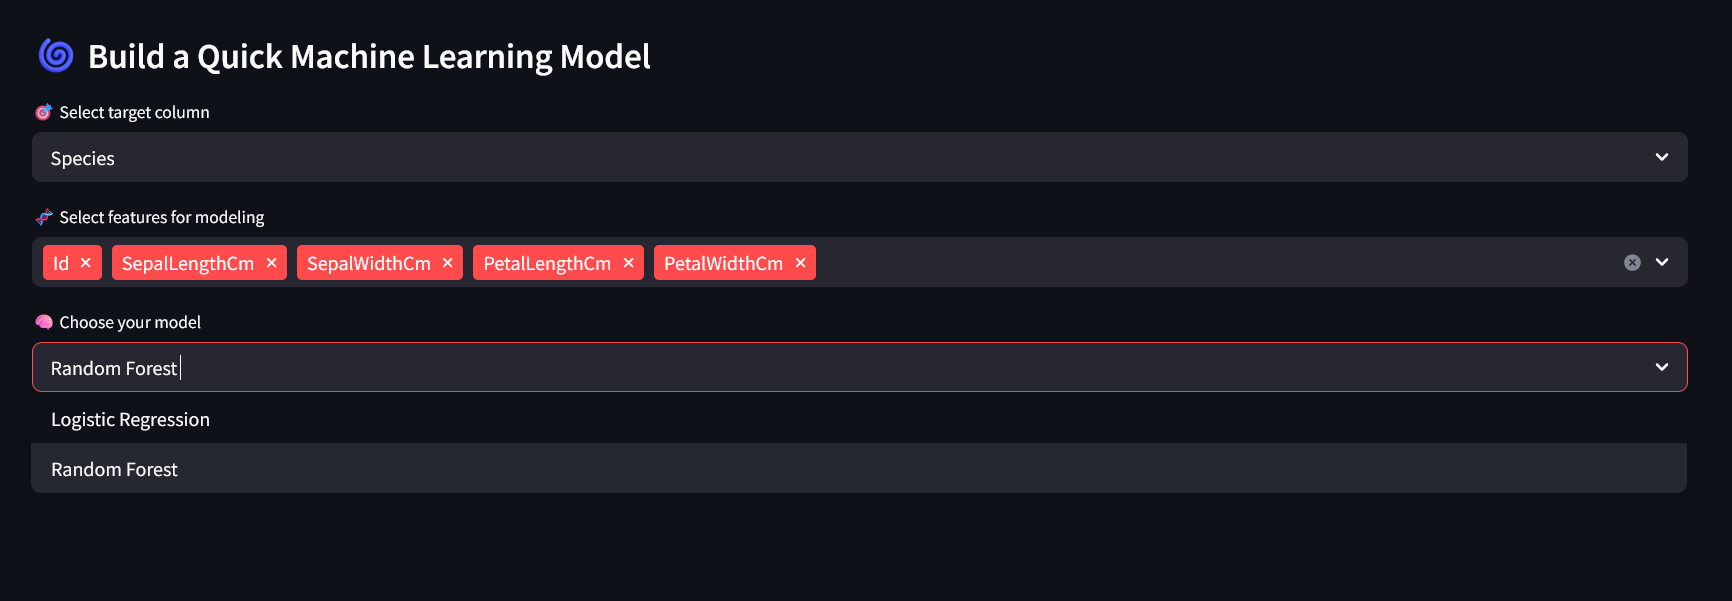 Build a Quick Machine Learning Model
Select target column
Species
Select features for modeling
Id SepalLengthCm SepalWidthCm PetalLengthCm PetalWidthCm
Choose your model
Random Forest
Logistic Regression
Random Forest